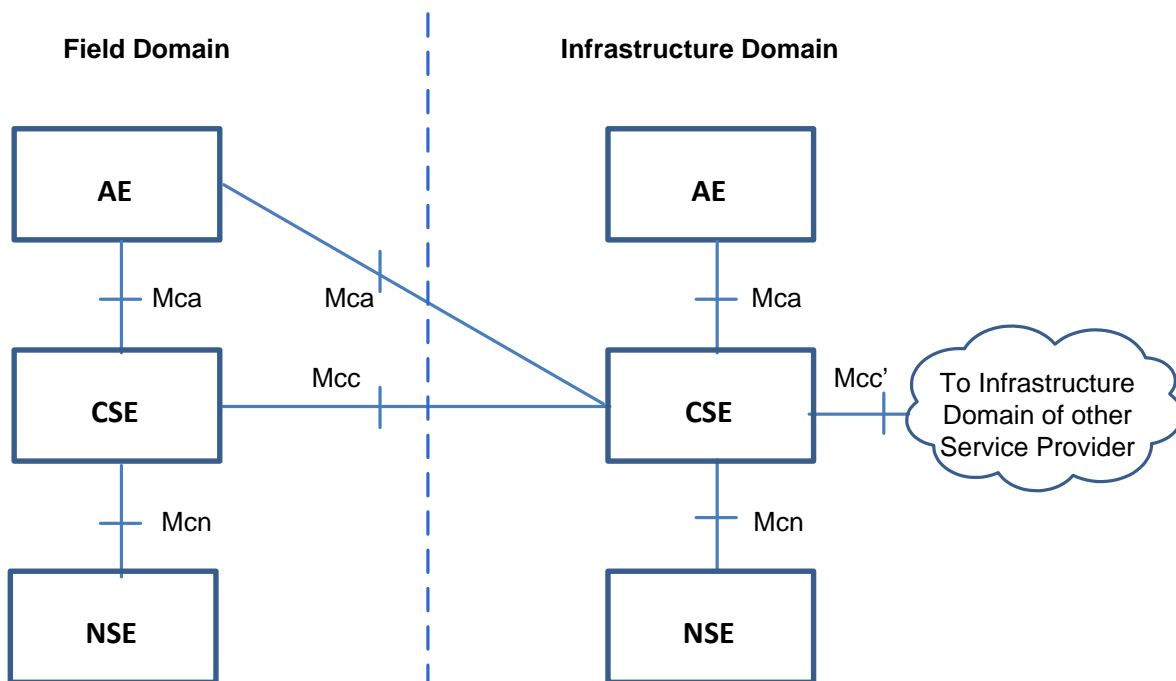 Field Domain
Infrastructure Domain
AE
AE
Mca
Mca
Mca
CSE
Mcc
CSE
Mcc’
To Infrastructure
Domain of other
Service Provider
Mcn
Mcn
NSE
NSE